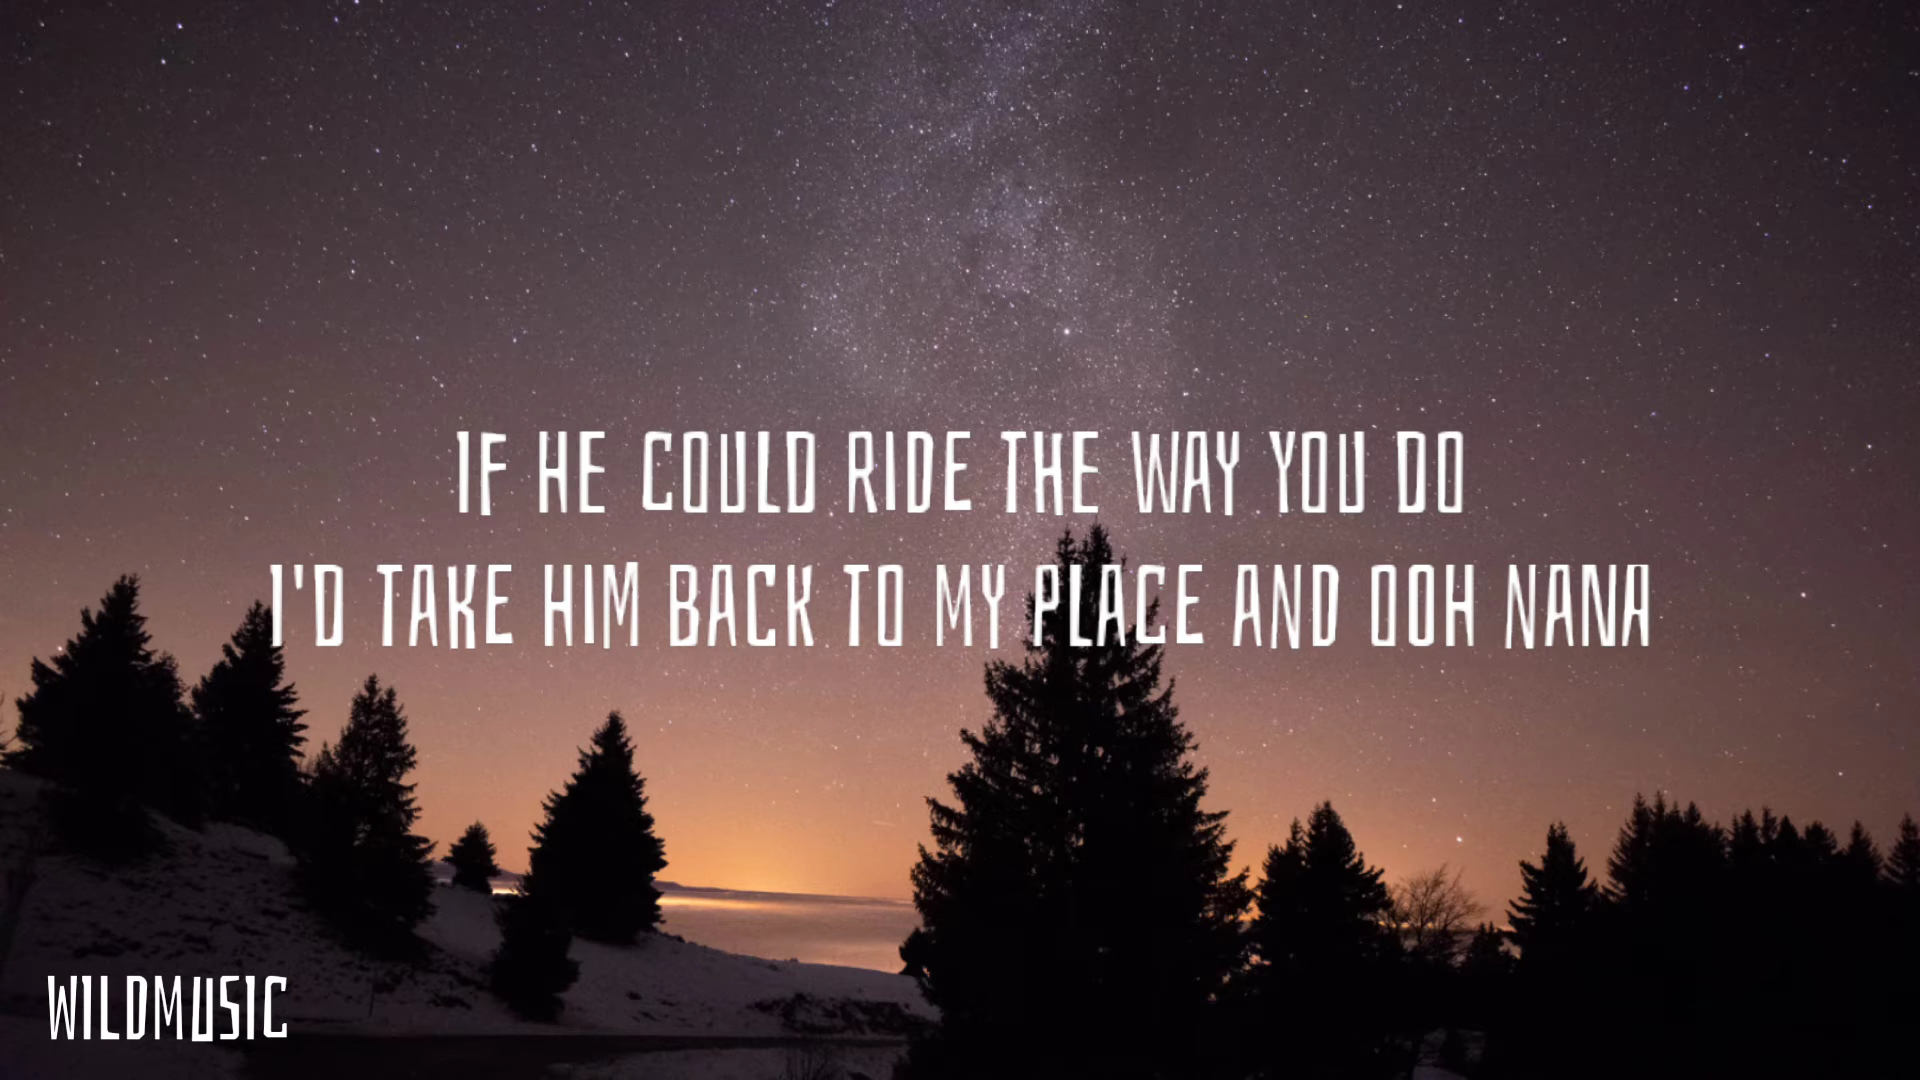 IF HE COULD RIDE THE WAY YOU DO
I'D TAKE HIM BACK TO MY PLACE AND OOH NANA
WILDMUSIC